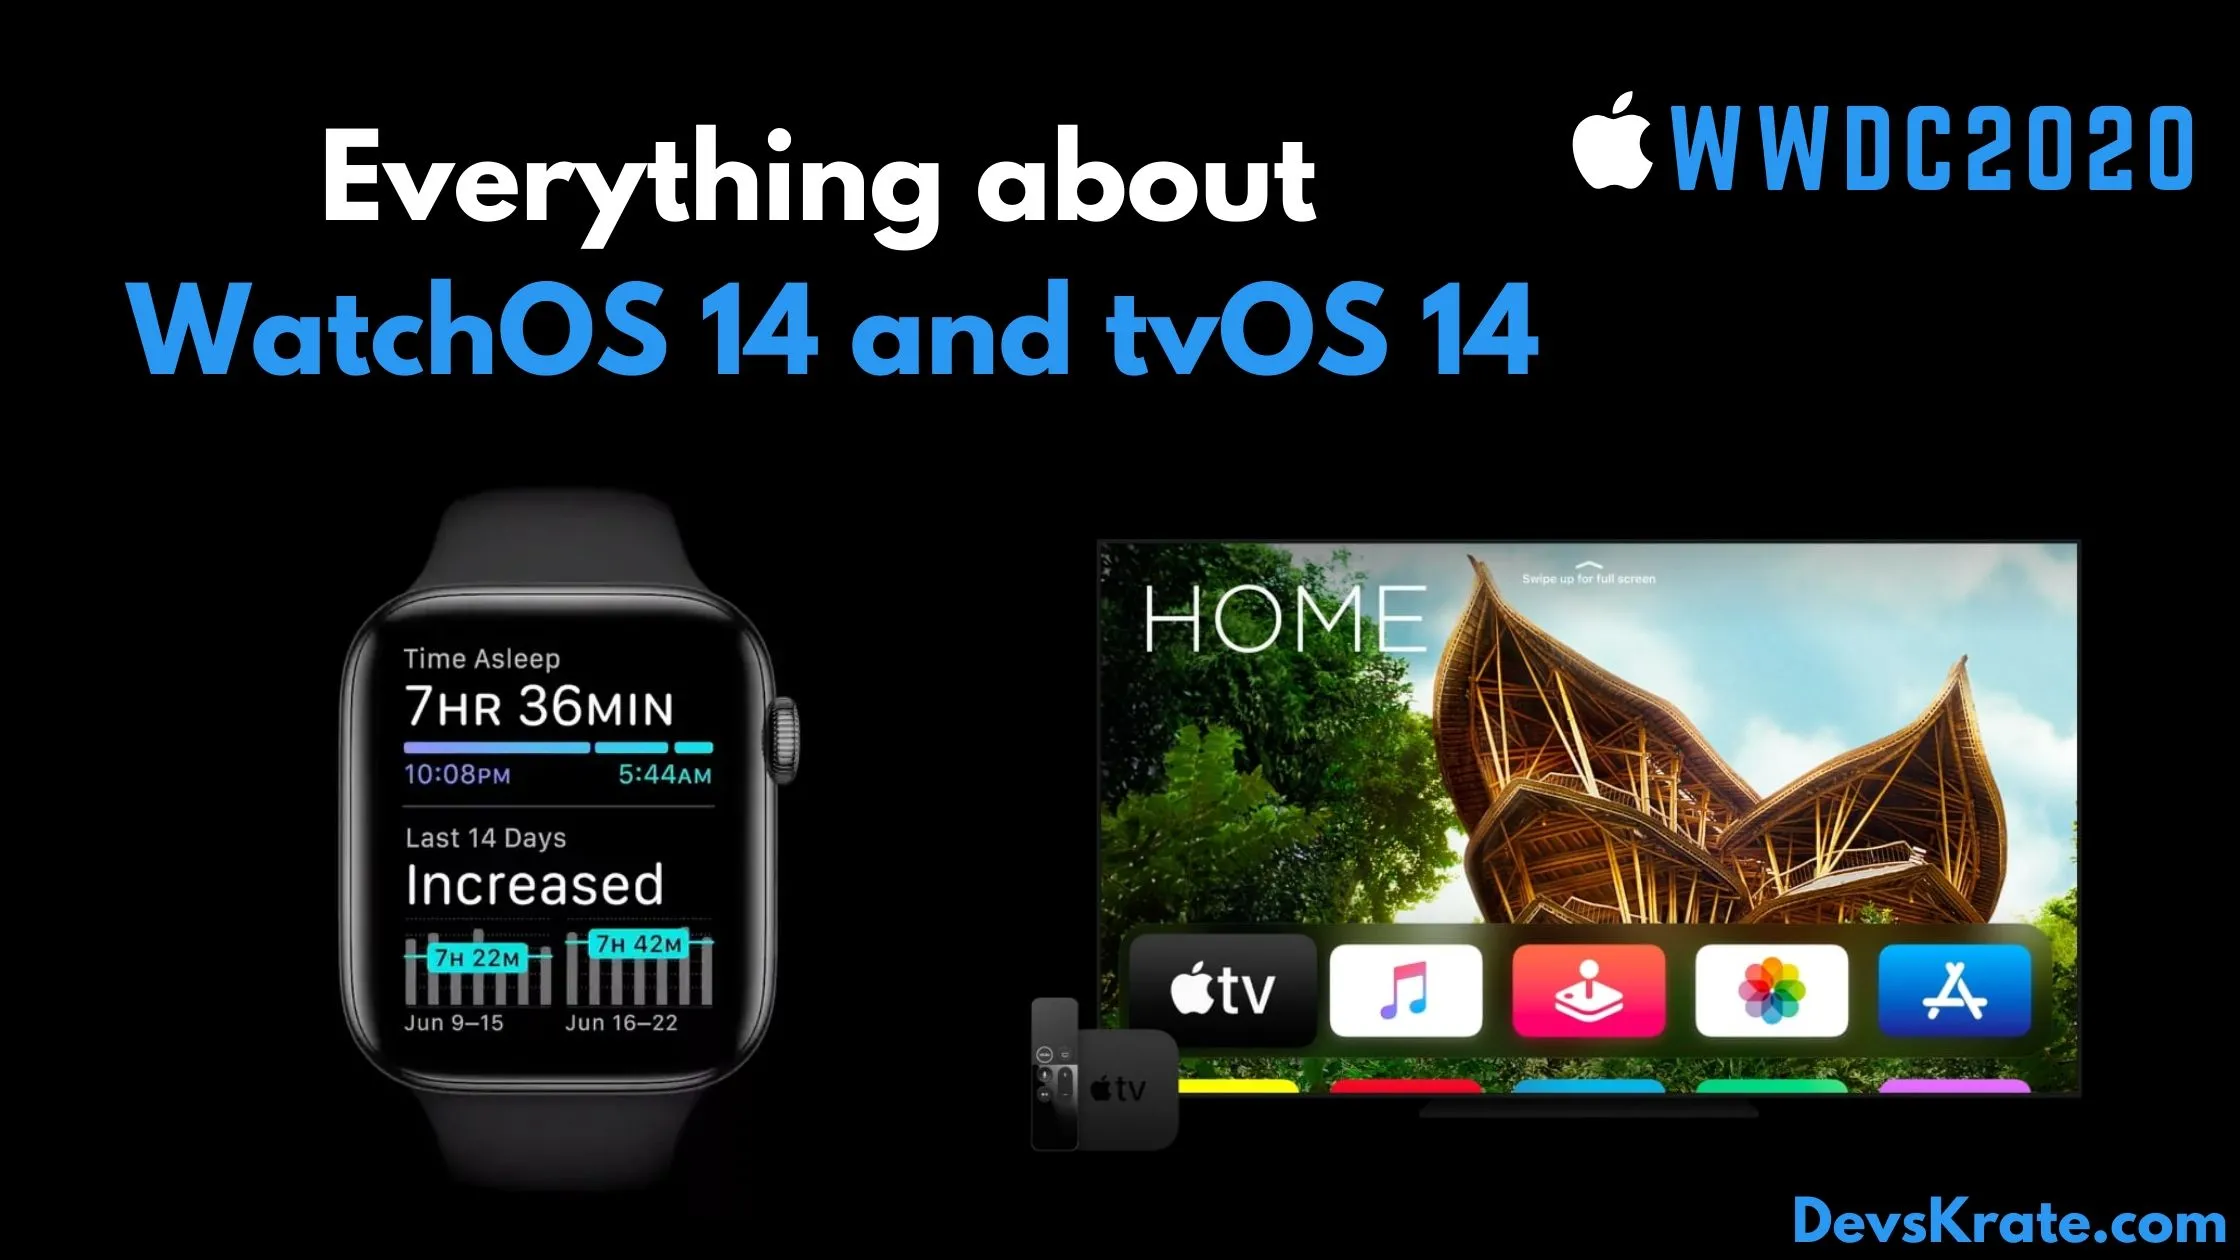 Everything about
WatchOS 14 and tvOS 14
WWDC2020
Time Asleep
7HR 36MIN
10:08PM 5:44AM
Last 14 Days
Increased
7H 22M 7H 42M
Jun 9–15 Jun 16–22
Swipe up for full screen
HOME
tv
tv
DevsKrate.com